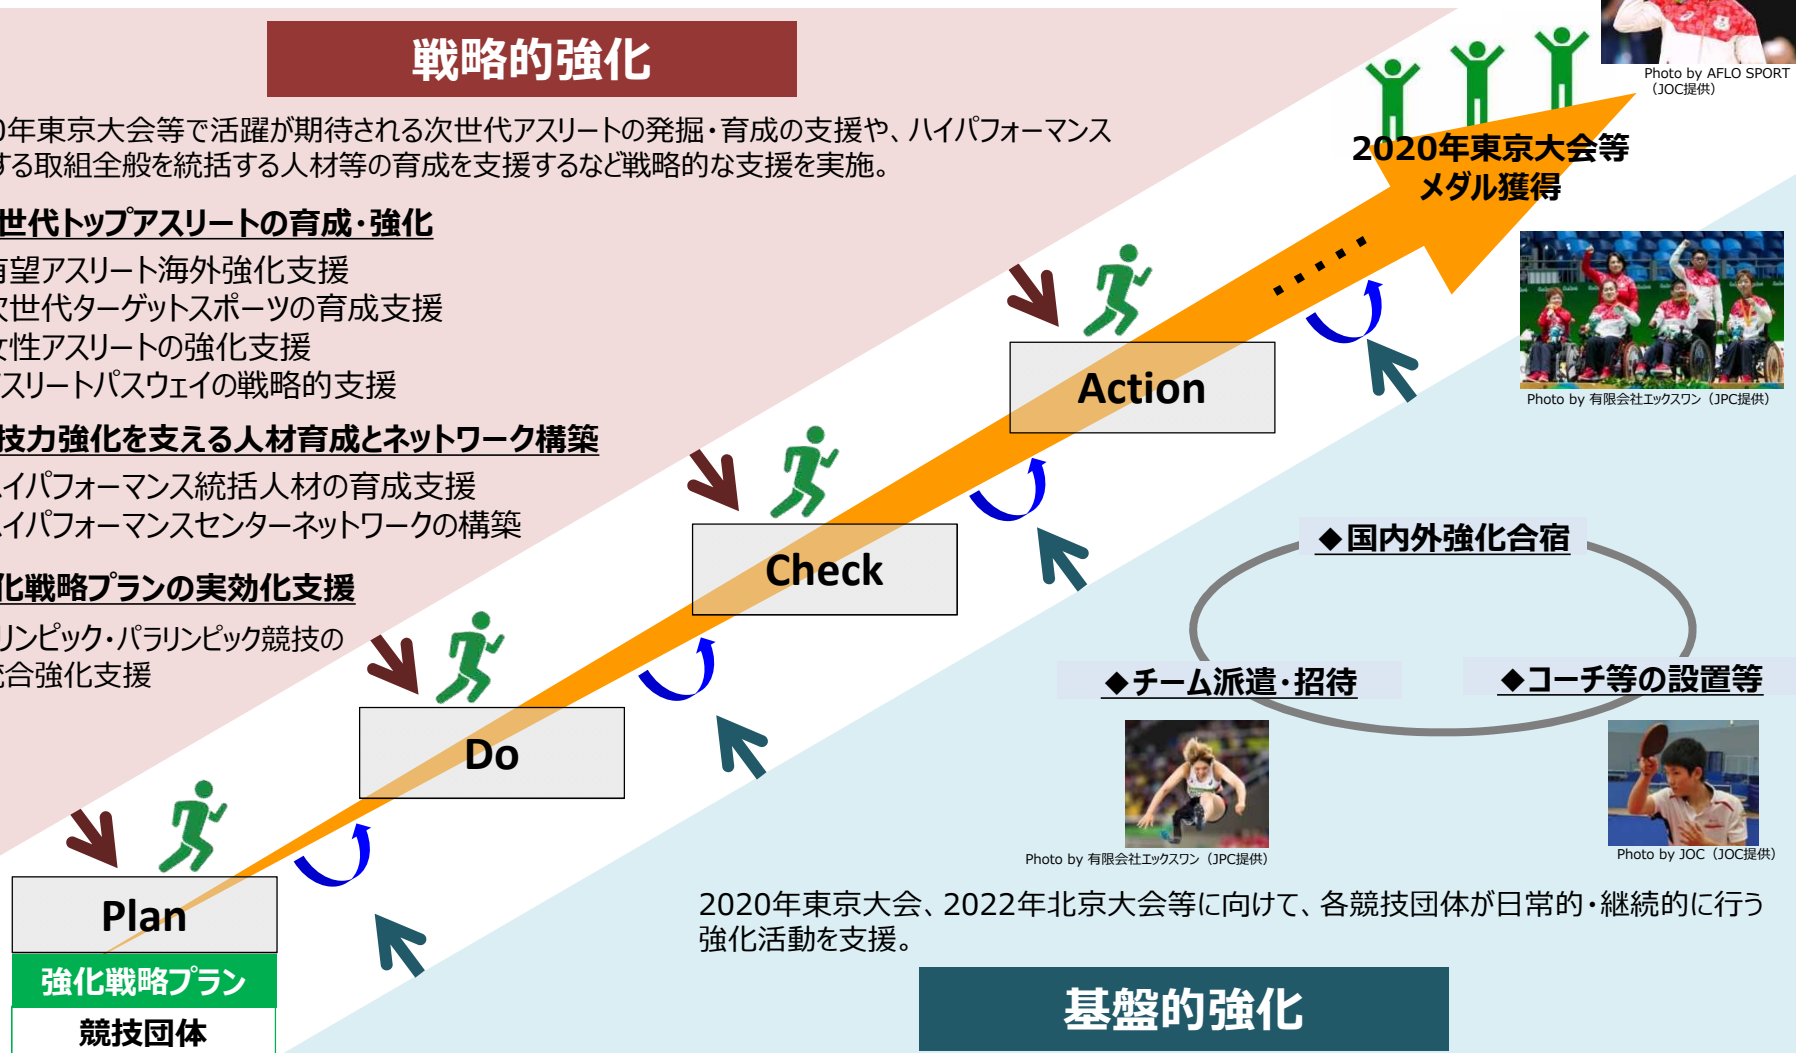 戦略的強化
0年東京大会等で活躍が期待される次世代アスリートの発掘・育成の支援や、ハイパフォーマンス
する取組全般を統括する人材等の育成を支援するなど戦略的な支援を実施。
世代トップアスリートの育成・強化
有望アスリート海外強化支援
次世代ターゲットスポーツの育成支援
女性アスリートの強化支援
アスリートパスウェイの戦略的支援
技力強化を支える人材育成とネットワーク構築
ハイパフォーマンス統括人材の育成支援
ハイパフォーマンスセンターネットワークの構築
化戦略プランの実効化支援
リンピック・パラリンピック競技の
統合強化支援
Photo by AFLO SPORT
（JOC提供）
2020年東京大会等
メダル獲得
Photo by 有限会社エックスワン（JPC提供）
Action
Check
Do
Plan
強化戦略プラン
競技団体
◆国内外強化合宿
◆チーム派遣・招待
◆コーチ等の設置等
Photo by 有限会社エックスワン（JPC提供）
Photo by JOC（JOC提供）
2020年東京大会、2022年北京大会等に向けて、各競技団体が日常的・継続的に行う
強化活動を支援。
基盤的強化